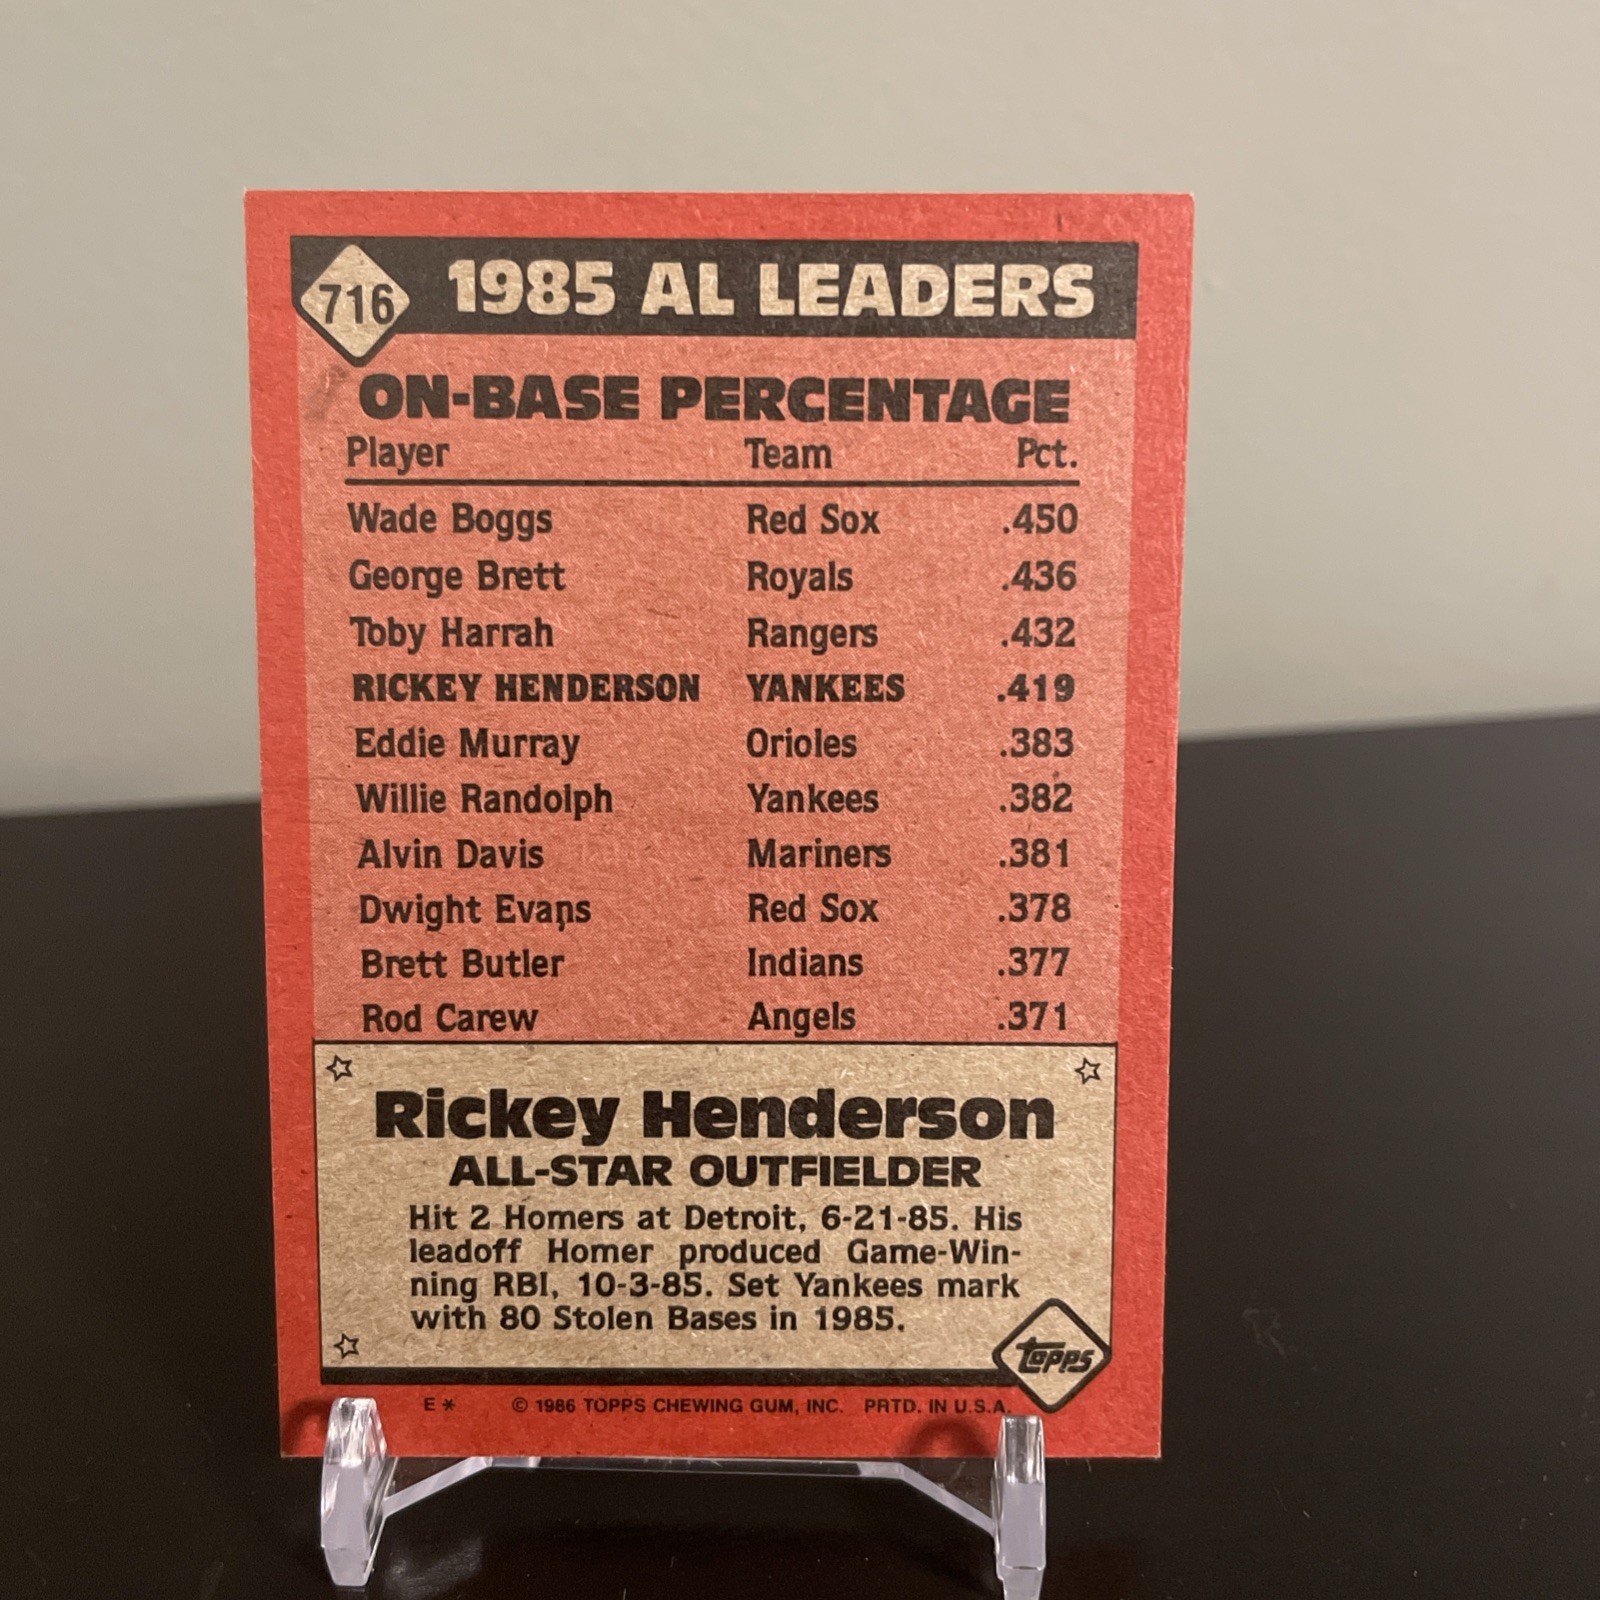 716 1985 AL LEADERS
ON-BASE PERCENTAGE
Player Team Pct.
Wade Boggs Red Sox .450
George Brett Royals .436
Toby Harrah Rangers .432
RICKEY HENDERSON YANKEES .419
Eddie Murray Orioles .383
Willie Randolph Yankees .382
Alvin Davis Mariners .381
Dwight Evans Red Sox .378
Brett Butler Indians .377
Rod Carew Angels .371
Rickey Henderson
ALL-STAR OUTFIELDER
Hit 2 Homers at Detroit, 6-21-85. His
leadoff Homer produced Game-Win-
ning RBI, 10-3-85. Set Yankees mark
with 80 Stolen Bases in 1985.
topps
E * © 1986 TOPPS CHEWING GUM, INC. PRTD. IN U.S.A.